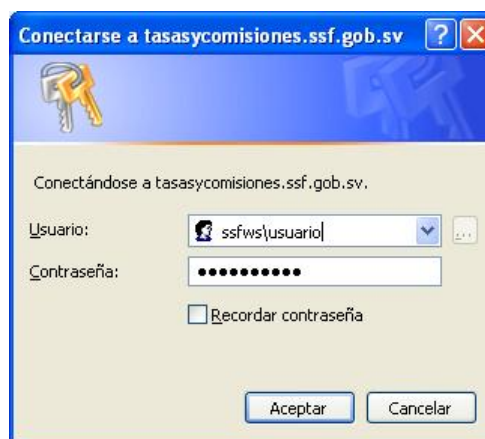 Conectarse a tasasycomisiones.ssf.gob.sv
Conectándose a tasasycomisiones.ssf.gob.sv.
Usuario: ssfws\usuario
Contraseña: ••••••••••
Recordar contraseña
Aceptar Cancelar